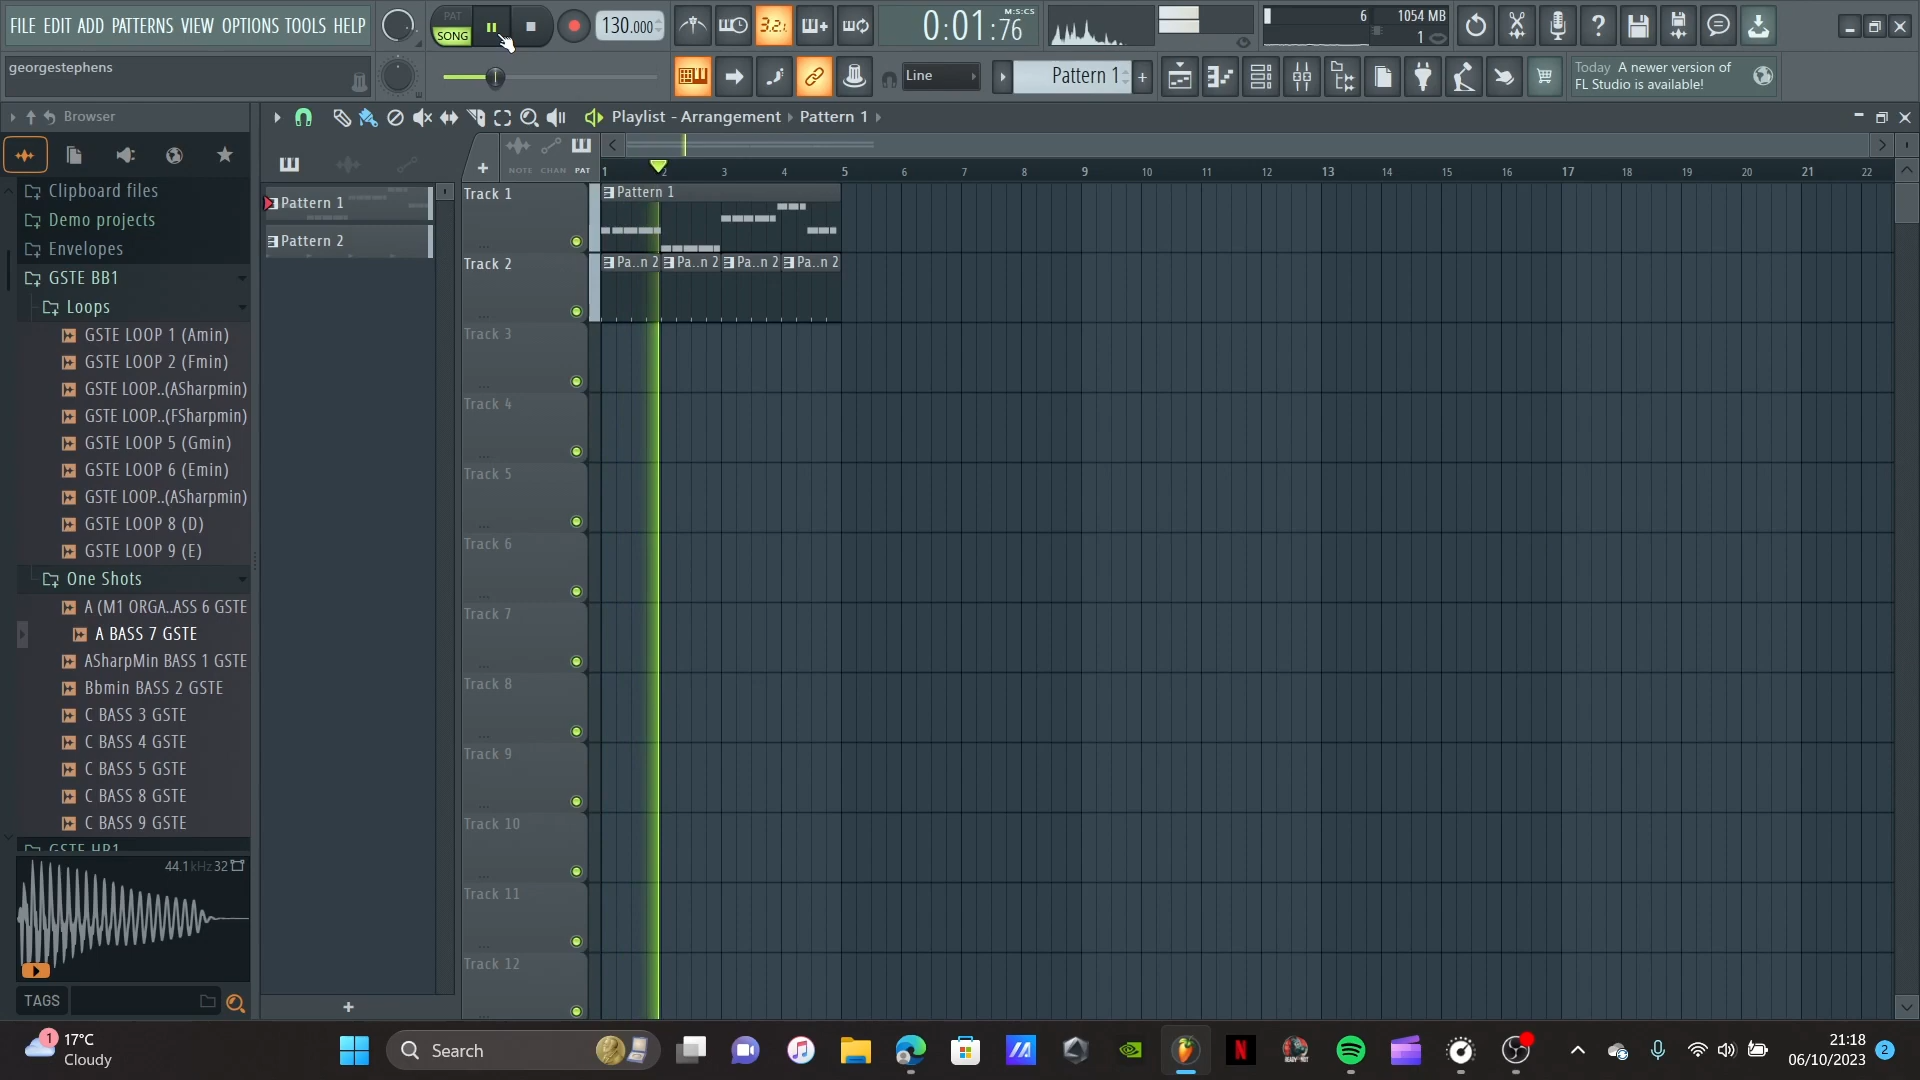 FILE EDIT ADD PATTERNS VIEW OPTIONS TOOLS HELP
PAT
SONG
130.000
3.2.1
0:01:76
M:S:CS
6
1054 MB
1
georgestephens
Line
Pattern 1
+
Today A newer version of
FL Studio is available!
Browser
Playlist - Arrangement › Pattern 1 ›
NOTE CHAN PAT
1 2 3 4 5 6 7 8 9 10 11 12 13 14 15 16 17 18 19 20 21 22
Clipboard files
Demo projects
Envelopes
GSTE BB1
Loops
GSTE LOOP 1 (Amin)
GSTE LOOP 2 (Fmin)
GSTE LOOP..(ASharpmin)
GSTE LOOP..(FSharpmin)
GSTE LOOP 5 (Gmin)
GSTE LOOP 6 (Emin)
GSTE LOOP..(ASharpmin)
GSTE LOOP 8 (D)
GSTE LOOP 9 (E)
One Shots
A (M1 ORGA..ASS 6 GSTE
A BASS 7 GSTE
ASharpMin BASS 1 GSTE
Bbmin BASS 2 GSTE
C BASS 3 GSTE
C BASS 4 GSTE
C BASS 5 GSTE
C BASS 8 GSTE
C BASS 9 GSTE
GSTE HB1
44.1kHz 32
TAGS
Pattern 1
Pattern 2
+
Track 1
Pattern 1
Track 2
Pa..n 2 Pa..n 2 Pa..n 2 Pa..n 2
Track 3
Track 4
Track 5
Track 6
Track 7
Track 8
Track 9
Track 10
Track 11
Track 12
1
17°C
Cloudy
Search
21:18
06/10/2023
2